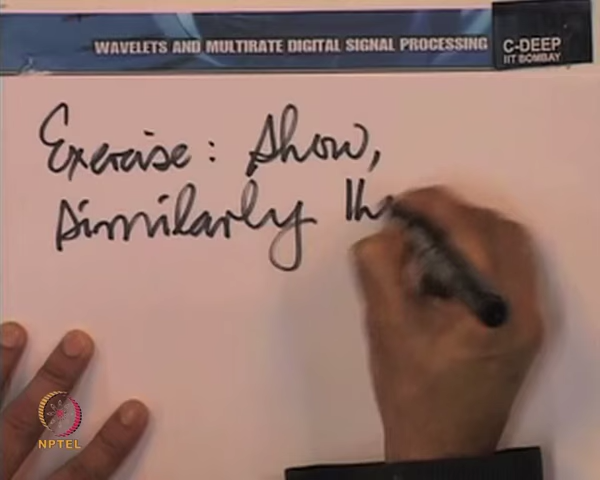 WAVELETS AND MULTIRATE DIGITAL SIGNAL PROCESSING
C-DEEP
IIT BOMBAY
Exercise: Show,
similarly
NPTEL